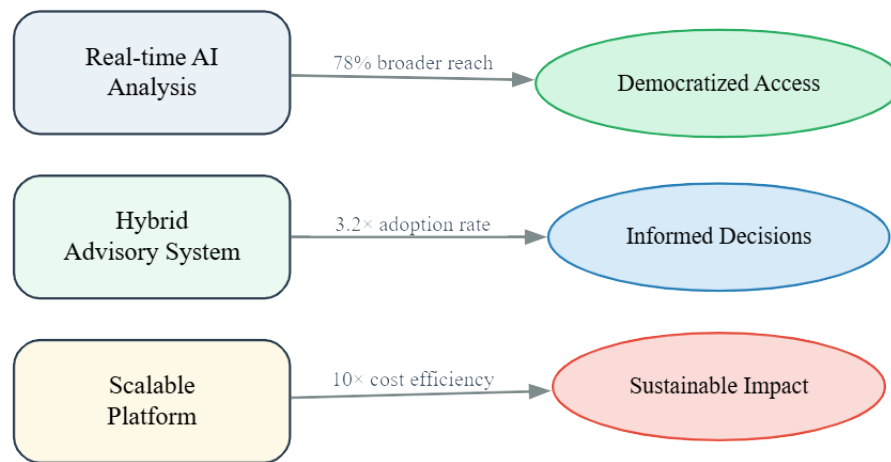 Real-time AI
Analysis
78% broader reach
Democratized Access
Hybrid
Advisory System
3.2× adoption rate
Informed Decisions
Scalable
Platform
10× cost efficiency
Sustainable Impact